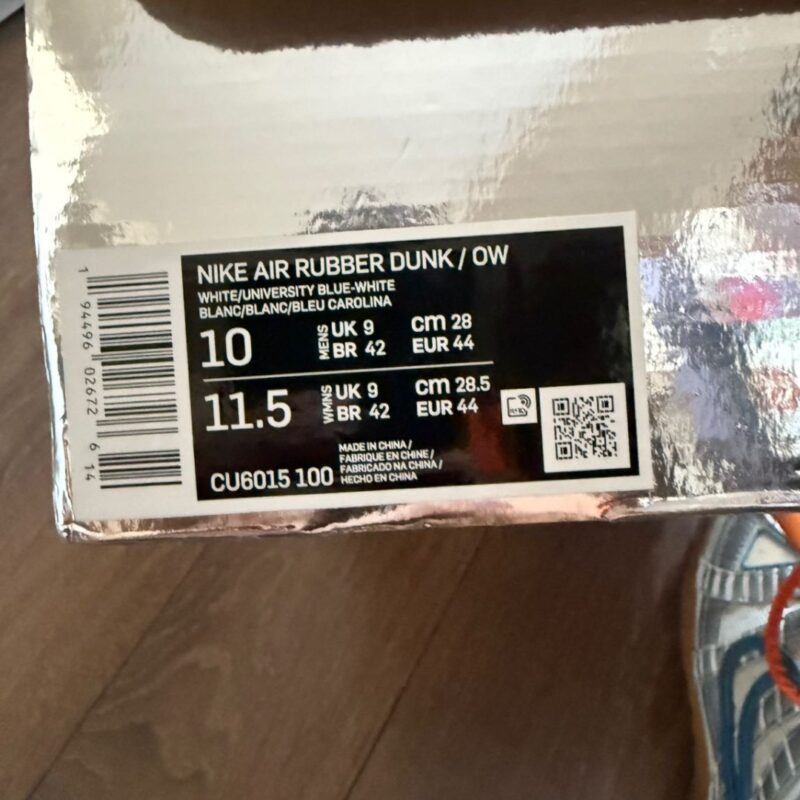 NIKE AIR RUBBER DUNK / OW
WHITE/UNIVERSITY BLUE-WHITE
BLANC/BLANC/BLEU CAROLINA
10 MENS UK 9 cm 28
BR 42 EUR 44
11.5 WMNS UK 9 cm 28.5
BR 42 EUR 44
CU6015 100
MADE IN CHINA /
FABRIQUE EN CHINE /
FABRICADO NA CHINA /
HECHO EN CHINA
1 94496 02672 6 14